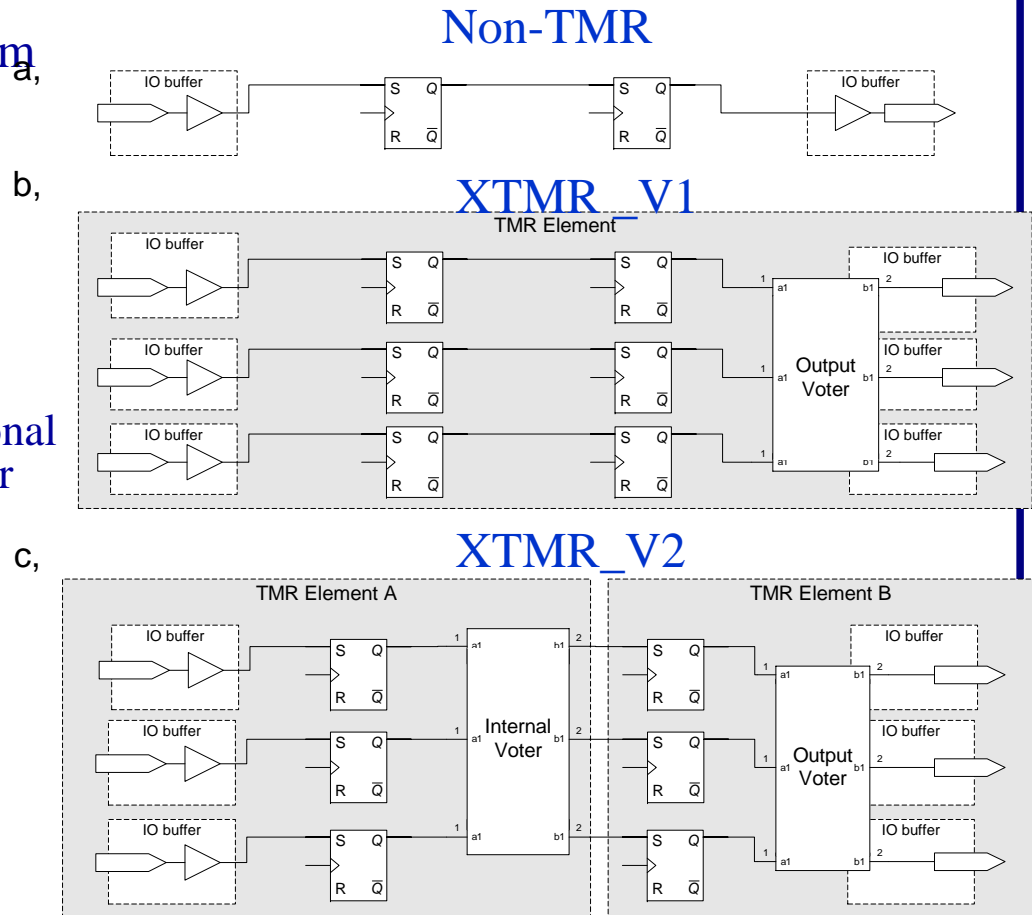 Non-TMR
m
a,
IO buffer
S Q
R Q̅
S Q
R Q̅
IO buffer
b,
XTMR_V1
TMR Element
IO buffer
S Q
R Q̅
S Q
R Q̅
1 a1
b1 2
IO buffer
IO buffer
S Q
R Q̅
S Q
R Q̅
1 a1
Output
Voter
b1 2
IO buffer
onal
r
IO buffer
S Q
R Q̅
S Q
R Q̅
1 a1
b1 2
IO buffer
c,
XTMR_V2
TMR Element A
TMR Element B
IO buffer
S Q
R Q̅
1 a1
b1 2
S Q
R Q̅
1 a1
b1 2
IO buffer
IO buffer
S Q
R Q̅
1 a1
Internal
Voter
b1 2
S Q
R Q̅
1 a1
Output
Voter
b1 2
IO buffer
IO buffer
S Q
R Q̅
1 a1
b1 2
S Q
R Q̅
1 a1
b1 2
IO buffer